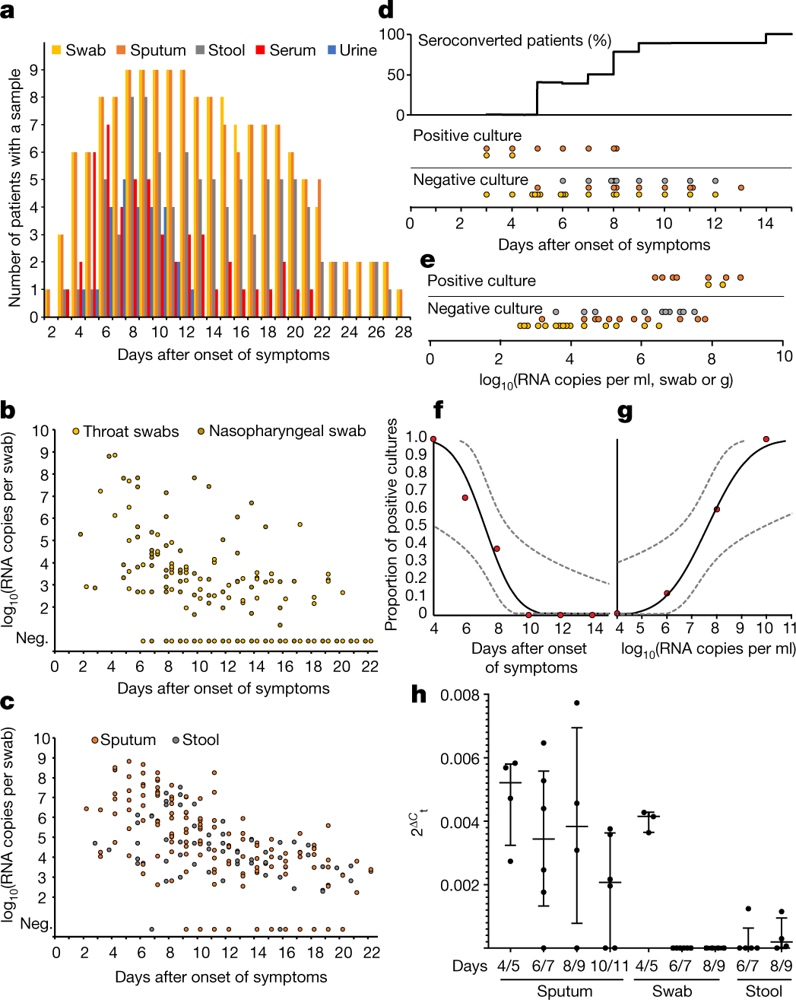 a
Swab Sputum Stool Serum Urine
Number of patients with a sample
9
8
7
6
5
4
3
2
1
0
2 4 6 8 10 12 14 16 18 20 22 24 26 28
Days after onset of symptoms
b
Throat swabs Nasopharyngeal swab
log10(RNA copies per swab)
10
9
8
7
6
5
4
3
2
Neg.
0 2 4 6 8 10 12 14 16 18 20 22
Days after onset of symptoms
c
Sputum Stool
log10(RNA copies per swab)
10
9
8
7
6
5
4
3
2
Neg.
0 2 4 6 8 10 12 14 16 18 20 22
Days after onset of symptoms
d
100
50
0
Seroconverted patients (%)
Positive culture
Negative culture
0 2 4 6 8 10 12 14
Days after onset of symptoms
e
Positive culture
Negative culture
0 2 4 6 8 10
log10(RNA copies per ml, swab or g)
f
Proportion of positive cultures
1.0
0.9
0.8
0.7
0.6
0.5
0.4
0.3
0.2
0.1
0
4 6 8 10 12 14
Days after onset
of symptoms
g
4 5 6 7 8 9 10 11
log10(RNA copies per ml)
h
2ΔCt
0.008
0.006
0.004
0.002
Days 4/5 6/7 8/9 10/11 4/5 6/7 8/9 6/7 8/9
Sputum Swab Stool